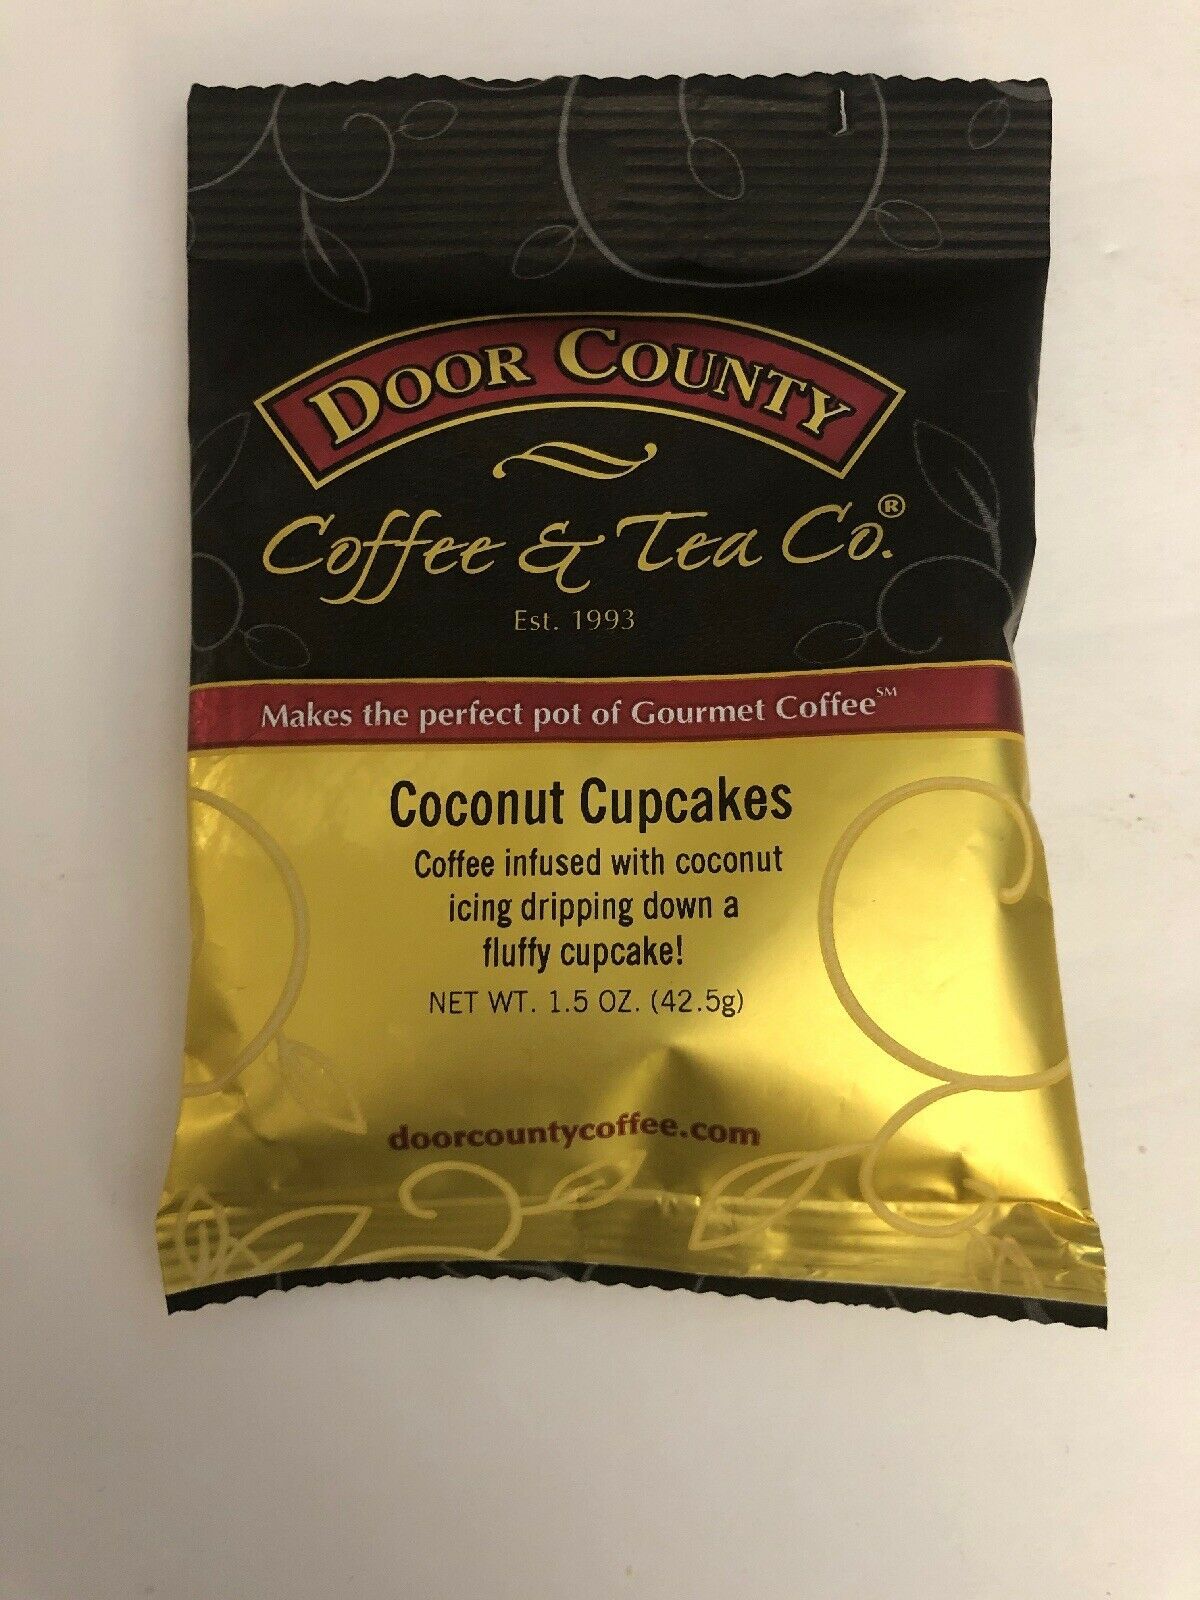 DOOR COUNTY
Coffee & Tea Co.®
Est. 1993
Makes the perfect pot of Gourmet Coffee℠
Coconut Cupcakes
Coffee infused with coconut
icing dripping down a
fluffy cupcake!
NET WT. 1.5 OZ. (42.5g)
doorcountycoffee.com